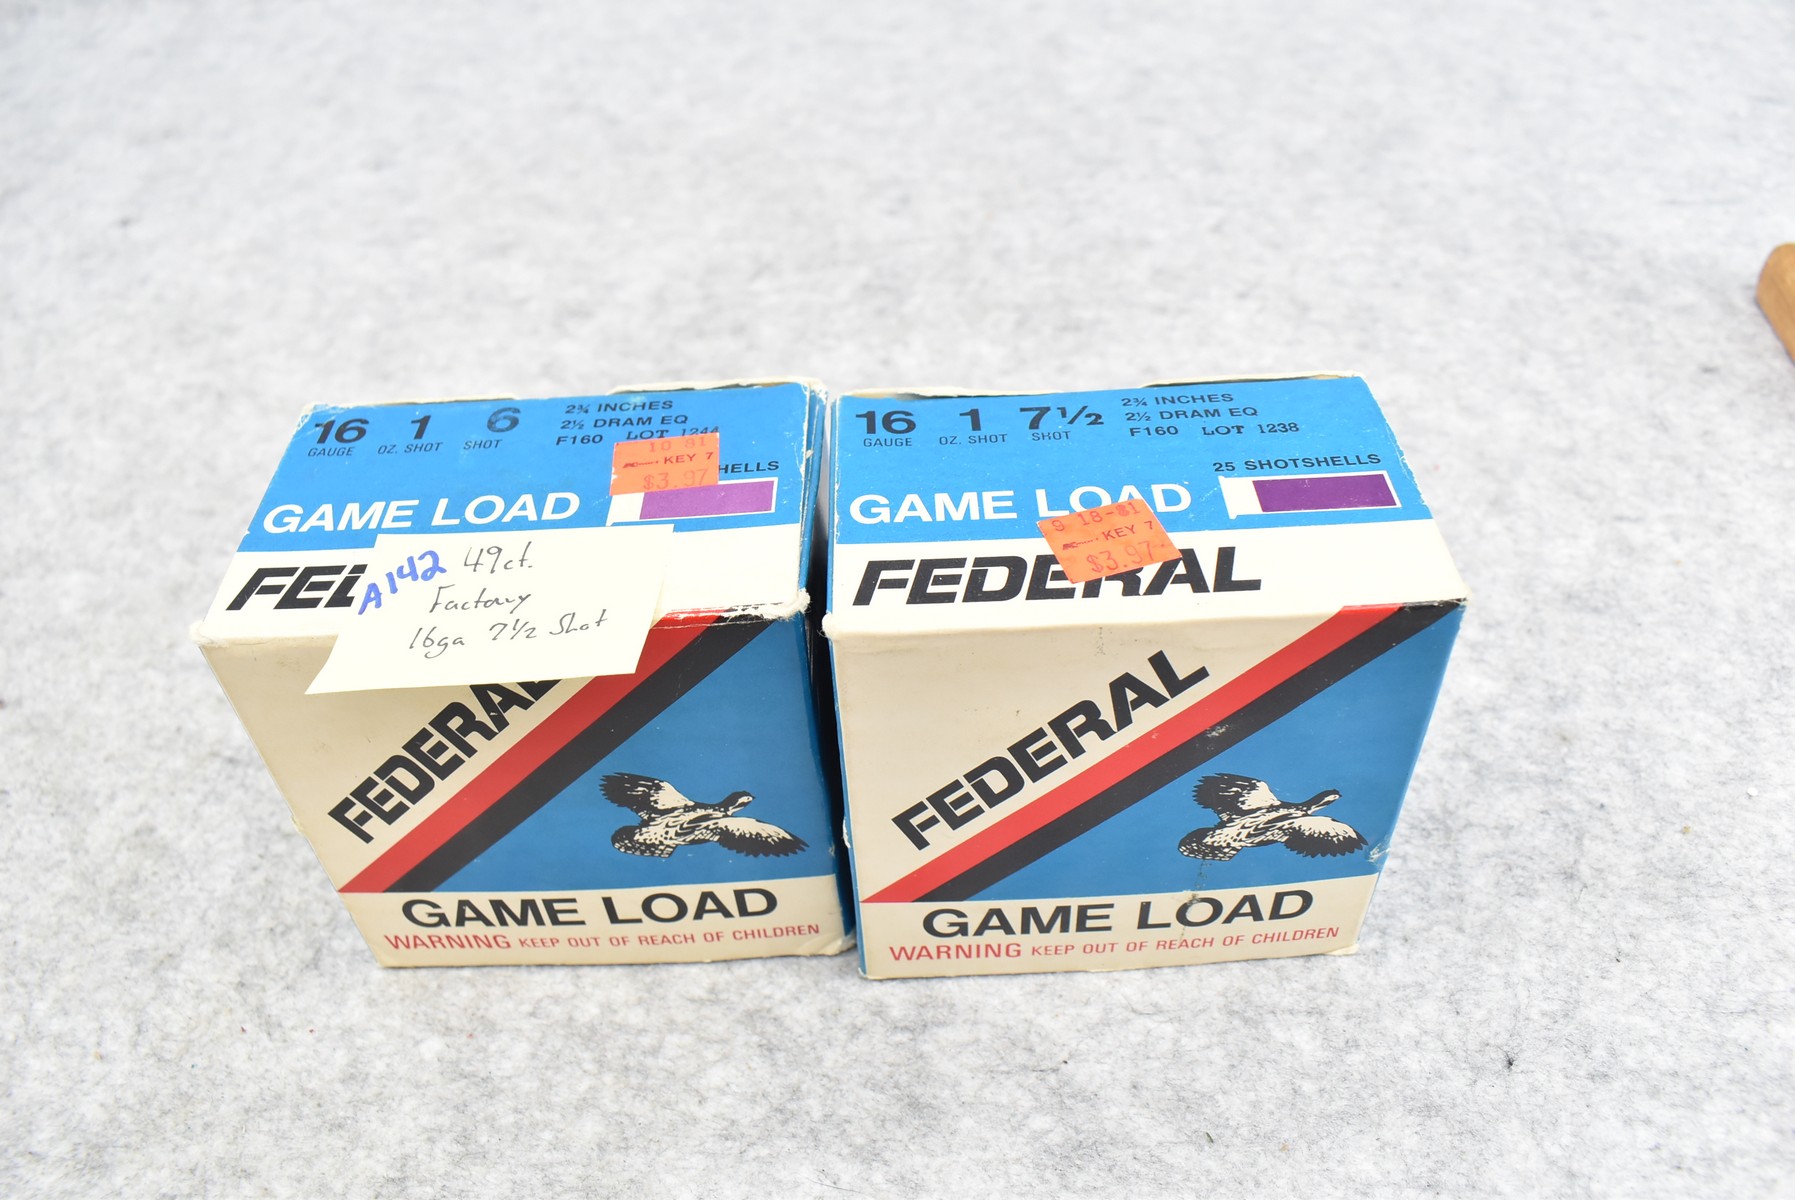 16 1 6
GAUGE OZ. SHOT SHOT
2¾ INCHES
2½ DRAM EQ
F160 LOT 1244
10 81
KEY 7
$3.97
HELLS
GAME LOAD
FE
A142 49ct.
Factory
16ga 7½ Shot
FEDERAL
GAME LOAD
WARNING KEEP OUT OF REACH OF CHILDREN
16 1 7½
GAUGE OZ. SHOT SHOT
2¾ INCHES
2½ DRAM EQ
F160 LOT 1238
25 SHOTSHELLS
GAME LOAD
9 18-81
KEY 7
$3.97
FEDERAL
FEDERAL
GAME LOAD
WARNING KEEP OUT OF REACH OF CHILDREN